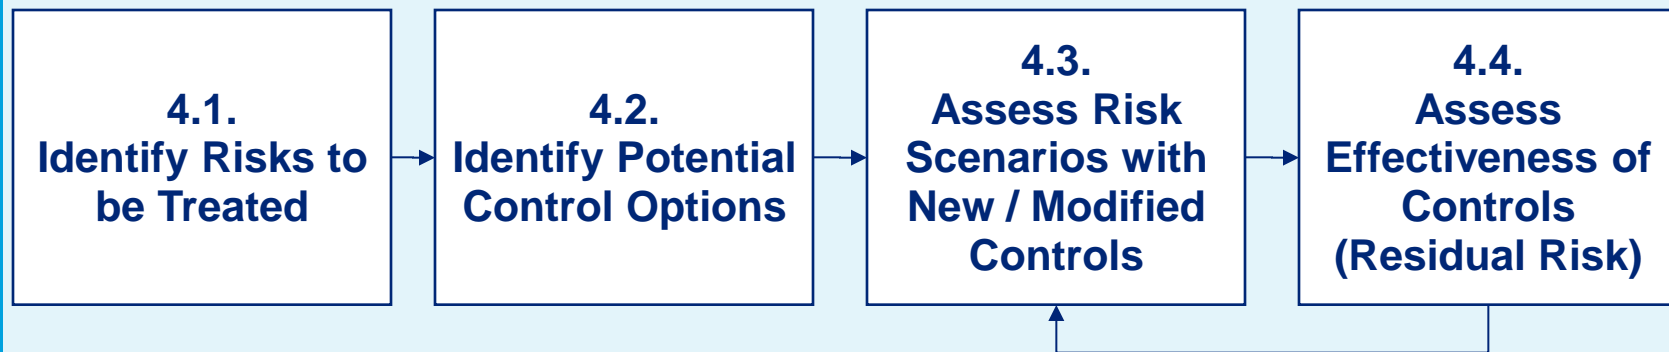 4.1.
Identify Risks to
be Treated
4.2.
Identify Potential
Control Options
4.3.
Assess Risk
Scenarios with
New / Modified
Controls
4.4.
Assess
Effectiveness of
Controls
(Residual Risk)